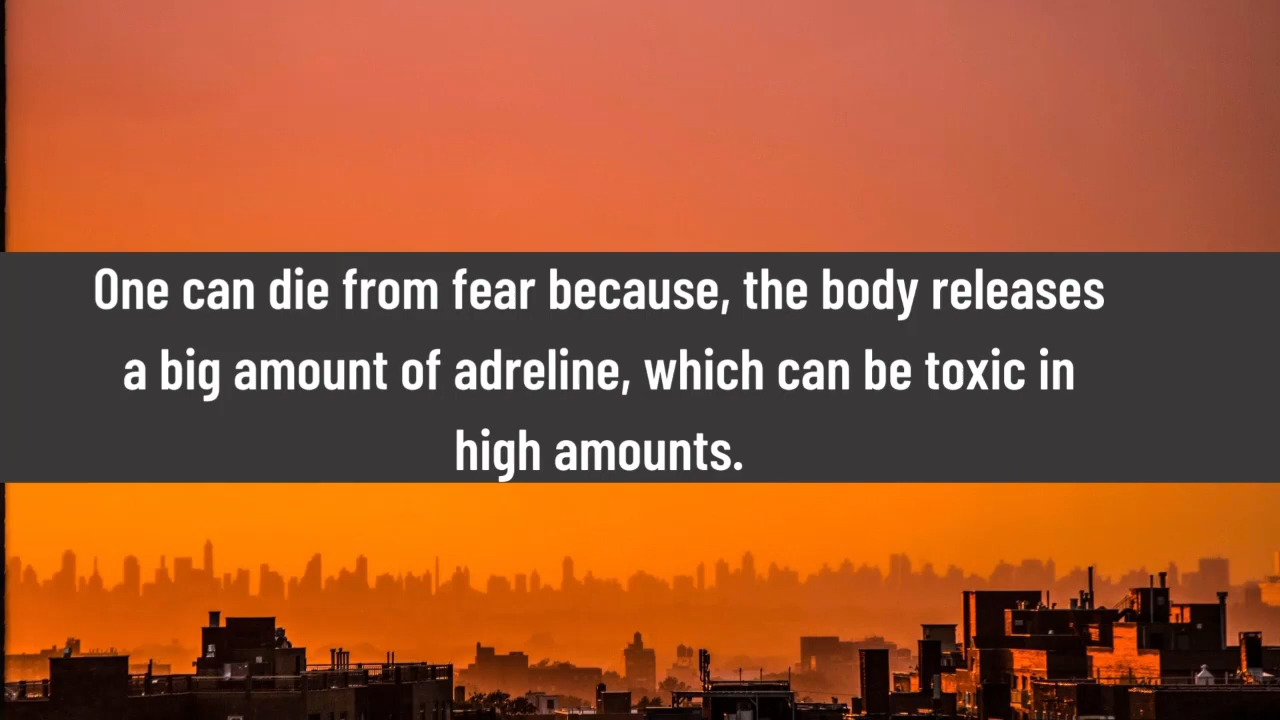 One can die from fear because, the body releases
a big amount of adreline, which can be toxic in
high amounts.